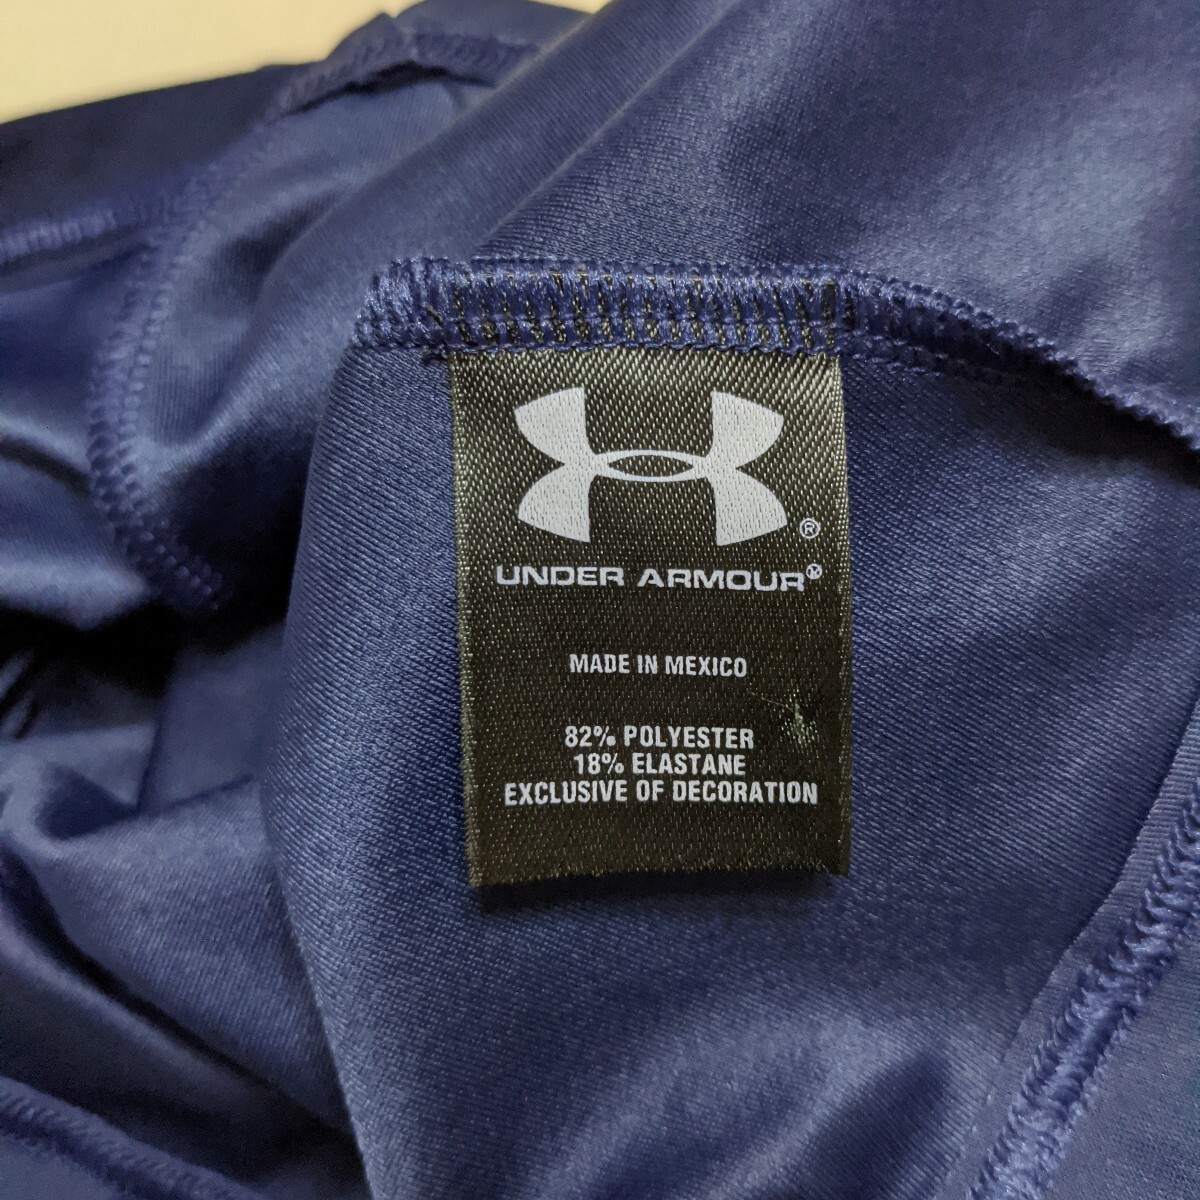 ®
UNDER ARMOUR®
MADE IN MEXICO
82% POLYESTER
18% ELASTANE
EXCLUSIVE OF DECORATION